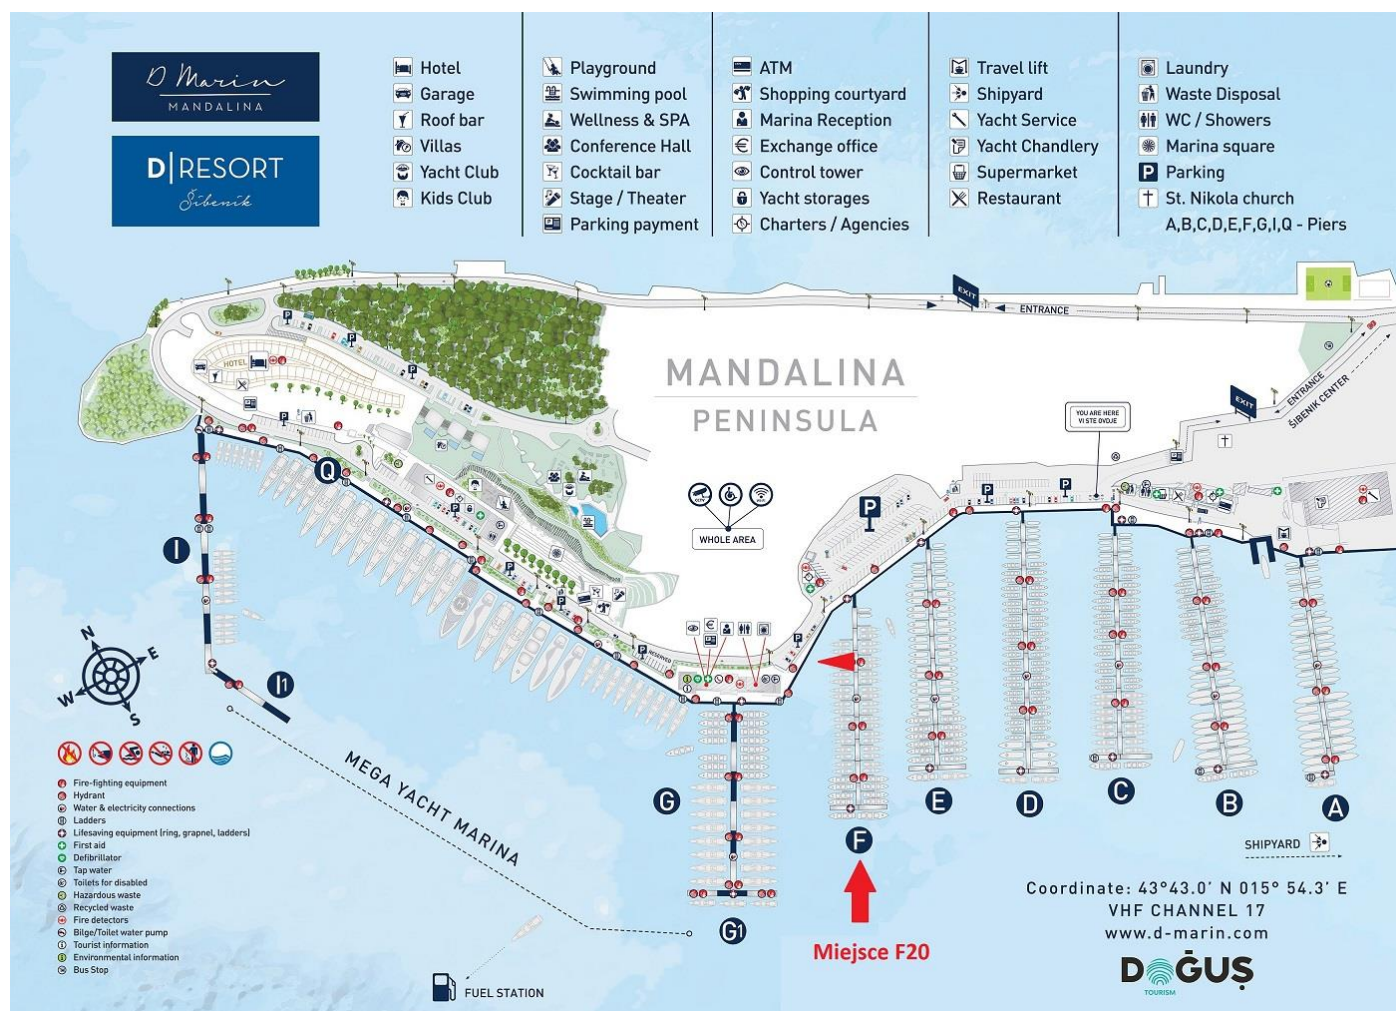 D Marin
MANDALINA
D|RESORT
Šibenik
Hotel
Garage
Roof bar
Villas
Yacht Club
Kids Club
Playground
Swimming pool
Wellness & SPA
Conference Hall
Cocktail bar
Stage / Theater
Parking payment
ATM
Shopping courtyard
Marina Reception
Exchange office
Control tower
Yacht storages
Charters / Agencies
Travel lift
Shipyard
Yacht Service
Yacht Chandlery
Supermarket
Restaurant
Laundry
Waste Disposal
WC / Showers
Marina square
P Parking
St. Nikola church
A,B,C,D,E,F,G,I,Q - Piers
EXIT
ENTRANCE
MANDALINA
PENINSULA
HOTEL
YOU ARE HERE
VI STE OVDJE
EXIT
ENTRANCE
ŠIBENIK CENTER
WHOLE AREA
RESERVED
Q
I
I1
N
E
W
S
MEGA YACHT MARINA
G
G1
F
E
D
C
B
A
Fire-fighting equipment
Hydrant
Water & electricity connections
Ladders
Lifesaving equipment (ring, grapnel, ladders)
First aid
Defibrillator
Tap water
Toilets for disabled
Hazardous waste
Recycled waste
Fire detectors
Bilge/Toilet water pump
Tourist information
Environmental information
Bus Stop
FUEL STATION
Miejsce F20
SHIPYARD
Coordinate: 43°43.0' N 015° 54.3' E
VHF CHANNEL 17
www.d-marin.com
DOĞUŞ
TOURISM